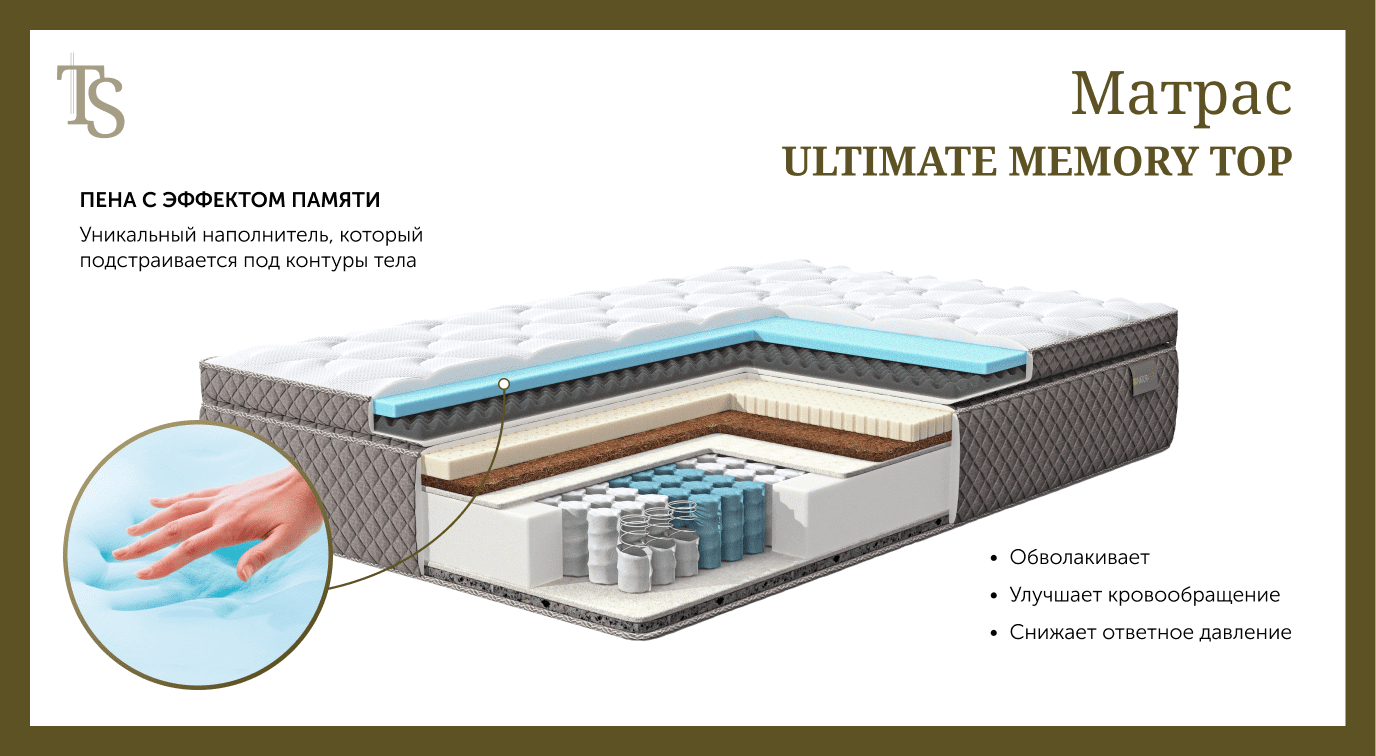 TS
Матрас
ULTIMATE MEMORY TOP
ПЕНА С ЭФФЕКТОМ ПАМЯТИ
Уникальный наполнитель, который
подстраивается под контуры тела
• Обволакивает
• Улучшает кровообращение
• Снижает ответное давление